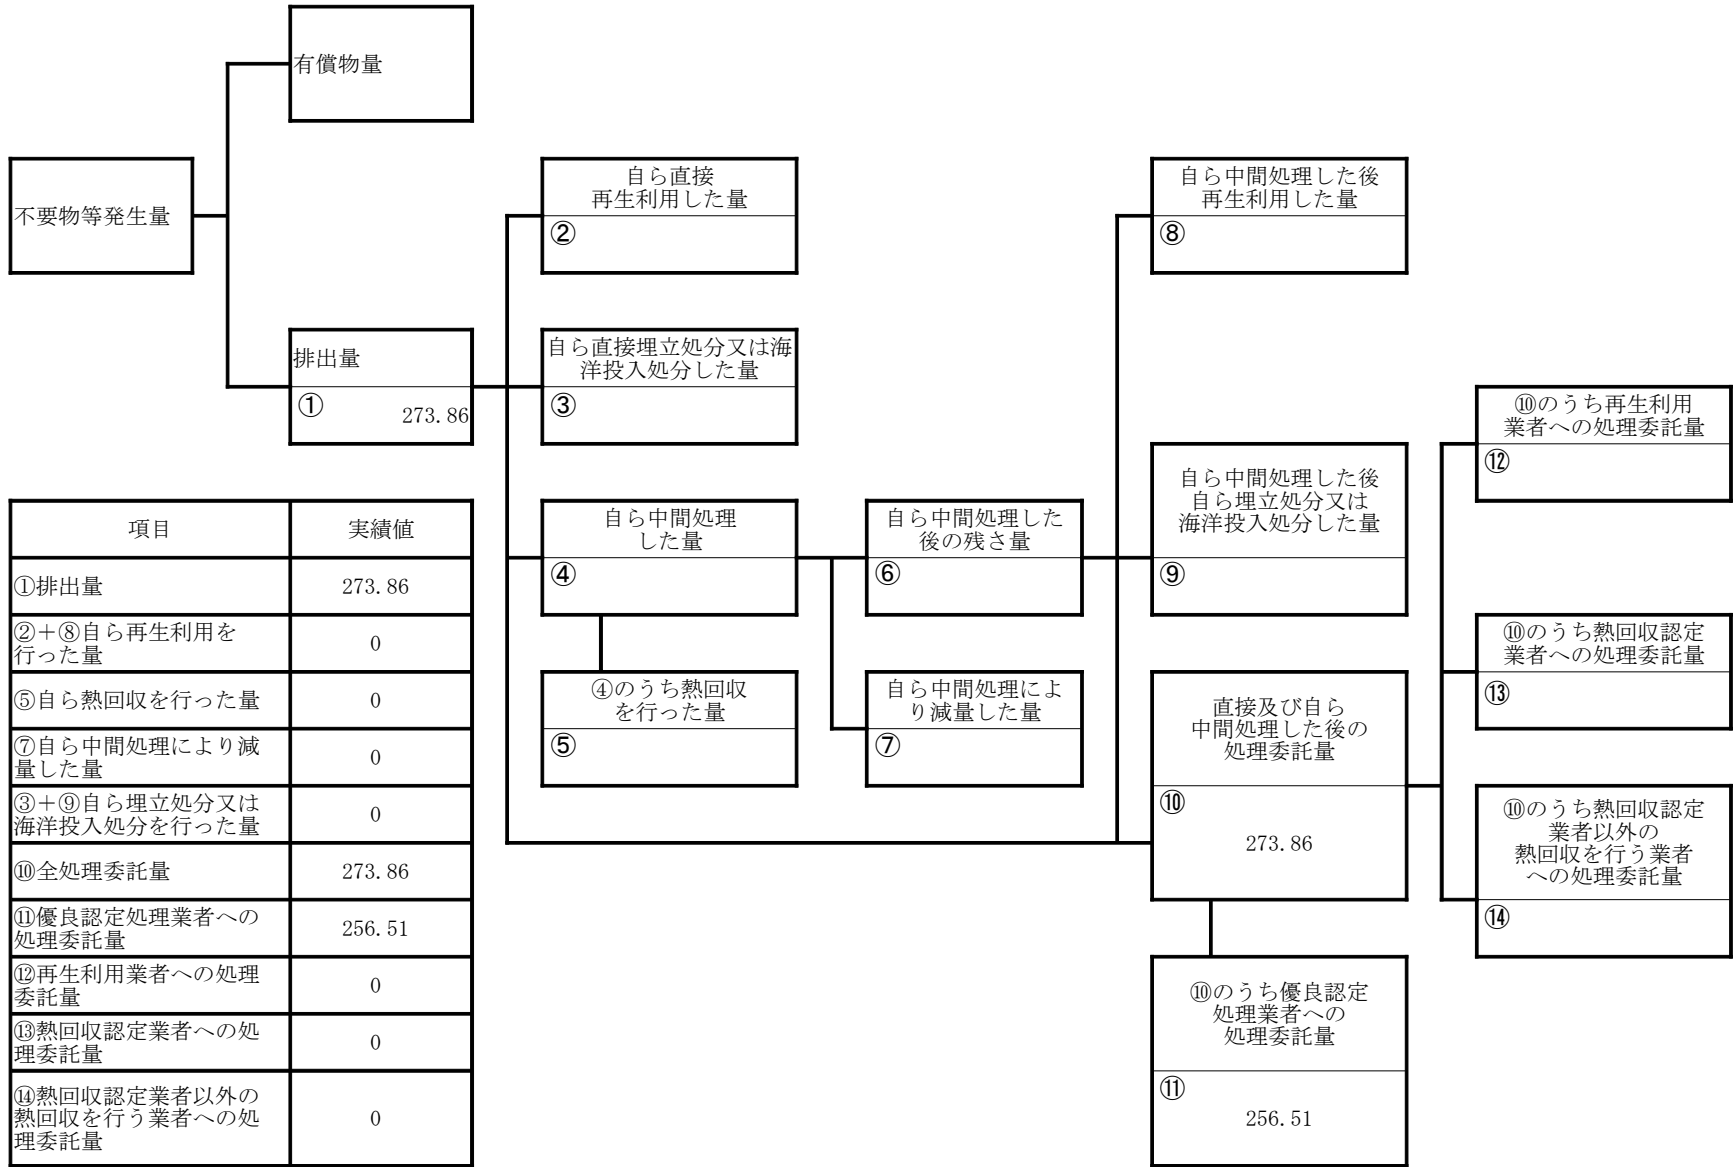 有償物量
不要物等発生量
自ら直接
再生利用した量
②
自ら中間処理した後
再生利用した量
⑧
排出量
①
273.86
自ら直接埋立処分又は海
洋投入処分した量
③
⑩のうち再生利用
業者への処理委託量
⑫
自ら中間処理
した量
④
自ら中間処理した
後の残さ量
⑥
自ら中間処理した後
自ら埋立処分又は
海洋投入処分した量
⑨
④のうち熱回収
を行った量
⑤
自ら中間処理によ
り減量した量
⑦
直接及び自ら
中間処理した後の
処理委託量
⑩
273.86
⑩のうち熱回収認定
業者への処理委託量
⑬
⑩のうち熱回収認定
業者以外の
熱回収を行う業者
への処理委託量
⑭
⑩のうち優良認定
処理業者への
処理委託量
⑪
256.51
項目 実績値
①排出量 273.86
②+⑧自ら再生利用を
行った量 0
⑤自ら熱回収を行った量 0
⑦自ら中間処理により減
量した量 0
③+⑨自ら埋立処分又は
海洋投入処分を行った量 0
⑩全処理委託量 273.86
⑪優良認定処理業者への
処理委託量 256.51
⑫再生利用業者への処理
委託量 0
⑬熱回収認定業者への処
理委託量 0
⑭熱回収認定業者以外の
熱回収を行う業者への処
理委託量 0